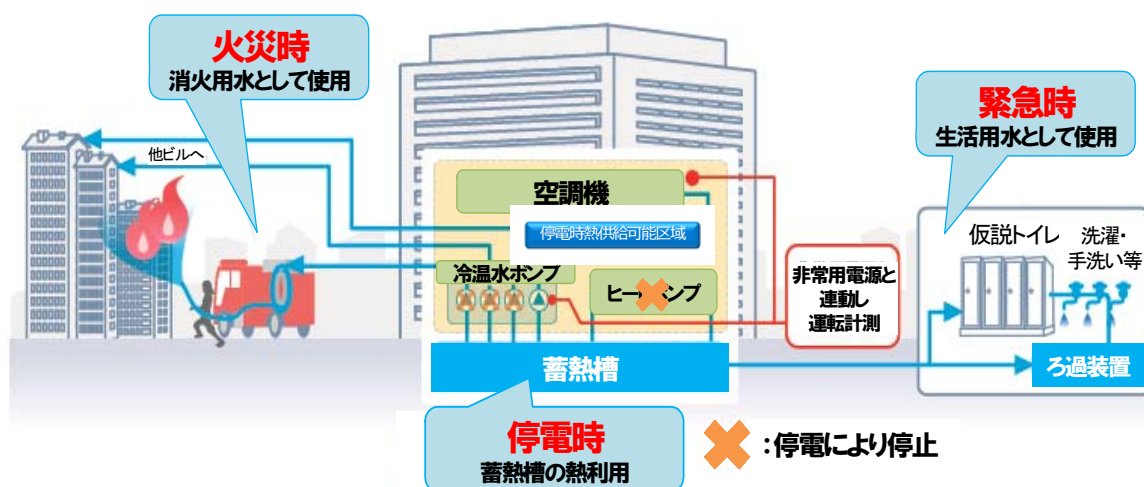 火災時
消火用水として使用
緊急時
生活用水として使用
他ビルへ
空調機
停電時熱供給可能区域
仮設トイレ
洗濯・
手洗い等
冷温水ポンプ
非常用電源と
連動し
運転計測
蓄熱槽
ろ過装置
停電時
蓄熱槽の熱利用
:停電により停止